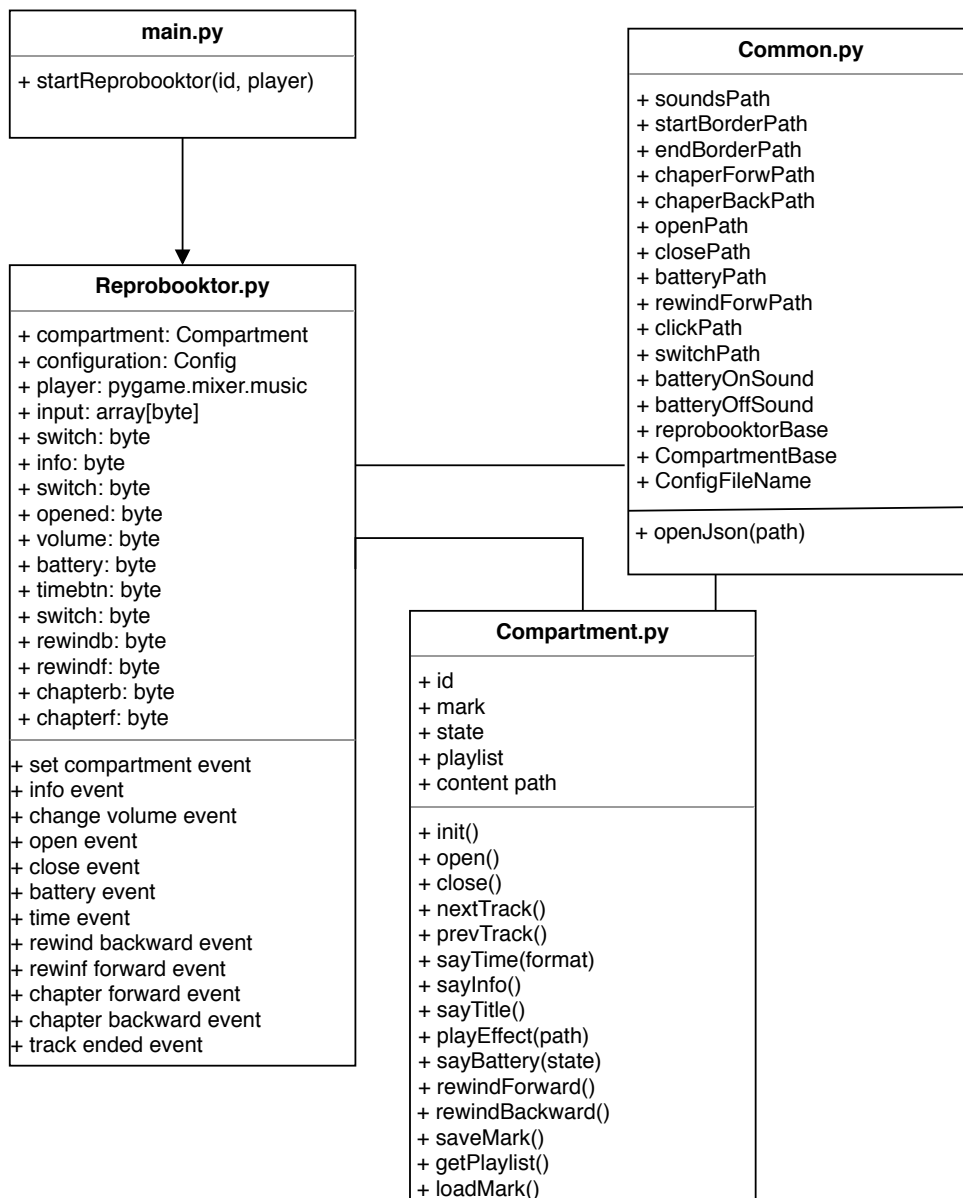 main.py
+ startReprobooktor(id, player)
Common.py
+ soundsPath
+ startBorderPath
+ endBorderPath
+ chaperForwPath
+ chaperBackPath
+ openPath
+ closePath
+ batteryPath
+ rewindForwPath
+ clickPath
+ switchPath
+ batteryOnSound
+ batteryOffSound
+ reprobooktorBase
+ CompartmentBase
+ ConfigFileName
+ openJson(path)
Reprobooktor.py
+ compartment: Compartment
+ configuration: Config
+ player: pygame.mixer.music
+ input: array[byte]
+ switch: byte
+ info: byte
+ switch: byte
+ opened: byte
+ volume: byte
+ battery: byte
+ timebtn: byte
+ switch: byte
+ rewindb: byte
+ rewindf: byte
+ chapterb: byte
+ chapterf: byte
+ set compartment event
+ info event
+ change volume event
+ open event
+ close event
+ battery event
+ time event
+ rewind backward event
+ rewinf forward event
+ chapter forward event
+ chapter backward event
+ track ended event
Compartment.py
+ id
+ mark
+ state
+ playlist
+ content path
+ init()
+ open()
+ close()
+ nextTrack()
+ prevTrack()
+ sayTime(format)
+ sayInfo()
+ sayTitle()
+ playEffect(path)
+ sayBattery(state)
+ rewindForward()
+ rewindBackward()
+ saveMark()
+ getPlaylist()
+ loadMark()